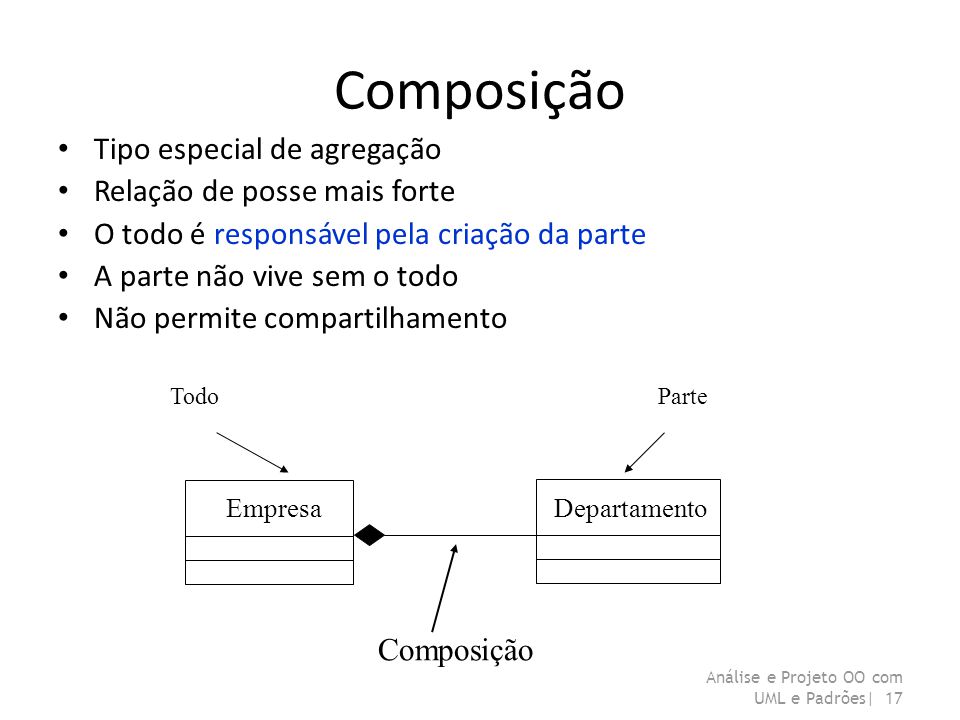 Composição
• Tipo especial de agregação
• Relação de posse mais forte
• O todo é responsável pela criação da parte
• A parte não vive sem o todo
• Não permite compartilhamento
Todo
Parte
Empresa
Departamento
Composição
Análise e Projeto OO com
UML e Padrões| 17